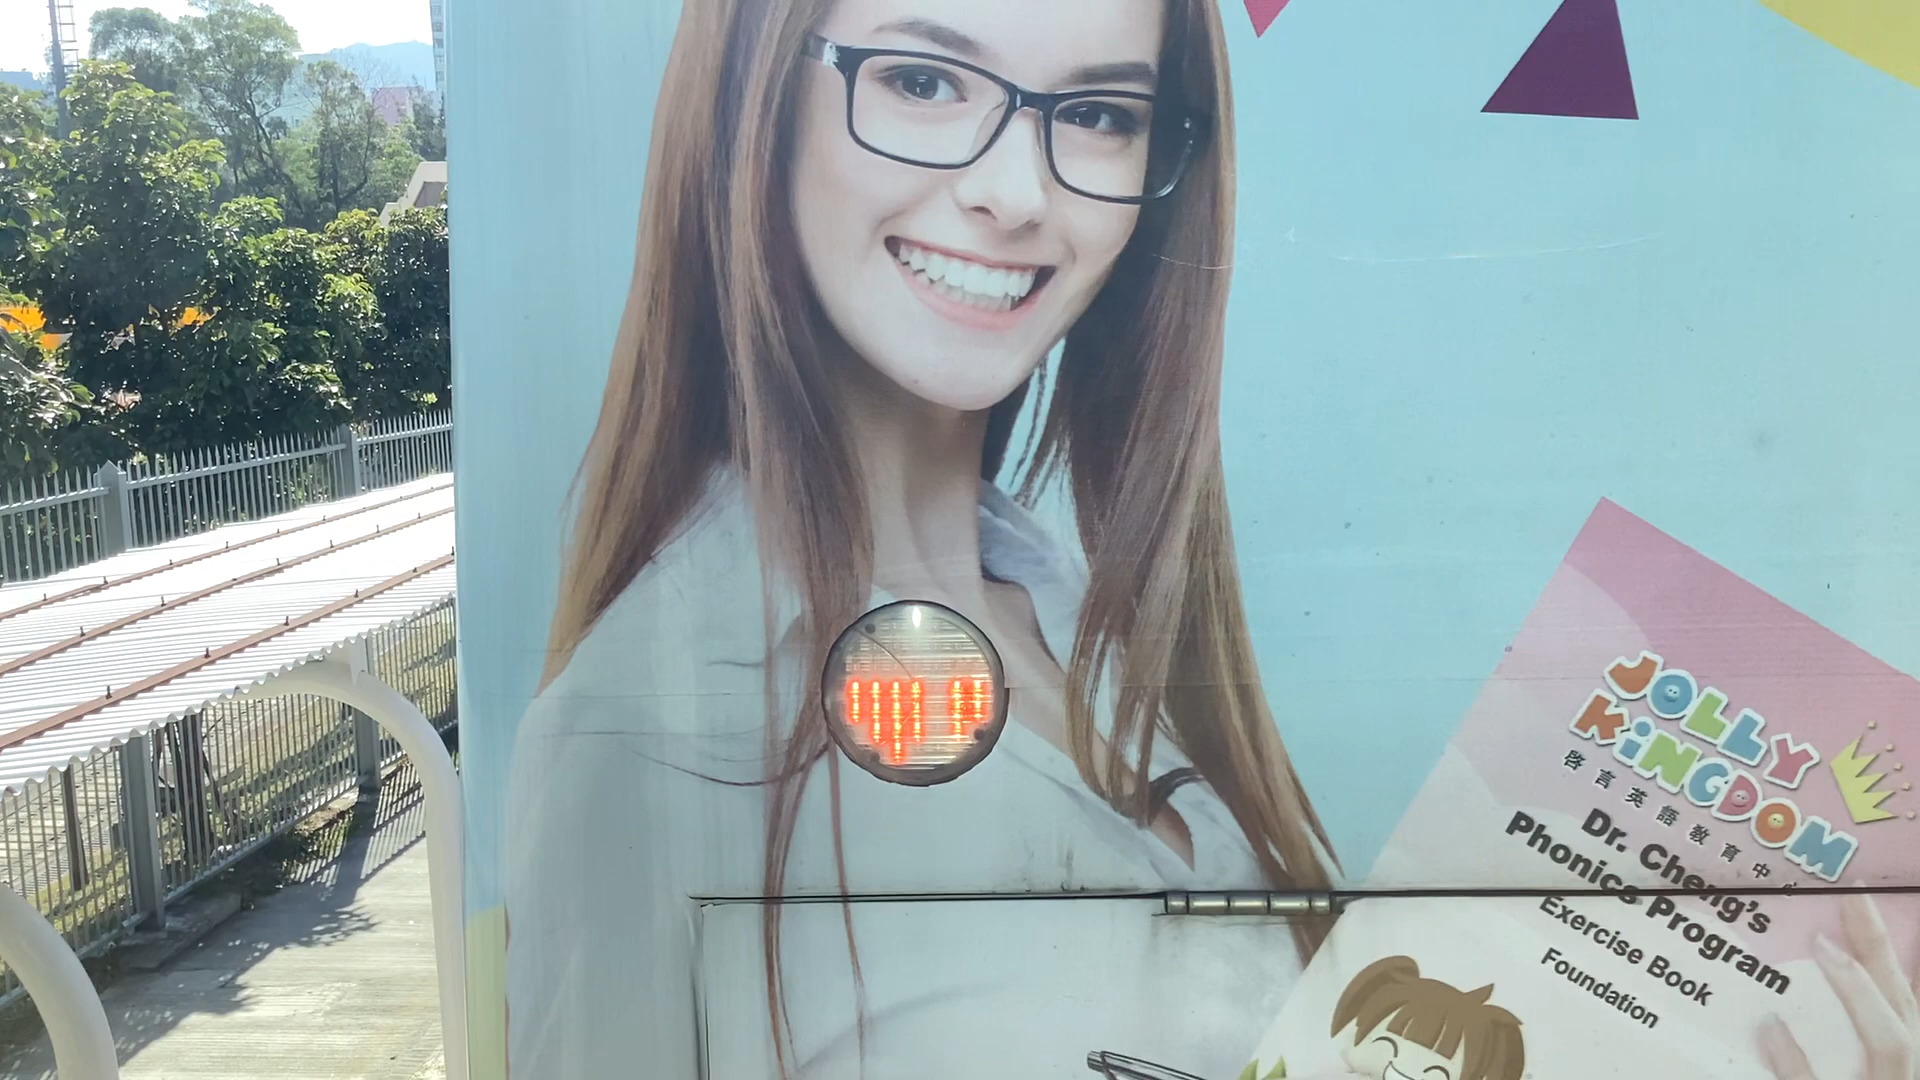 JOLLY
KiNGDOM
啓言英語教育中心
Dr. Cheng's
Phonics Program
Exercise Book
Foundation